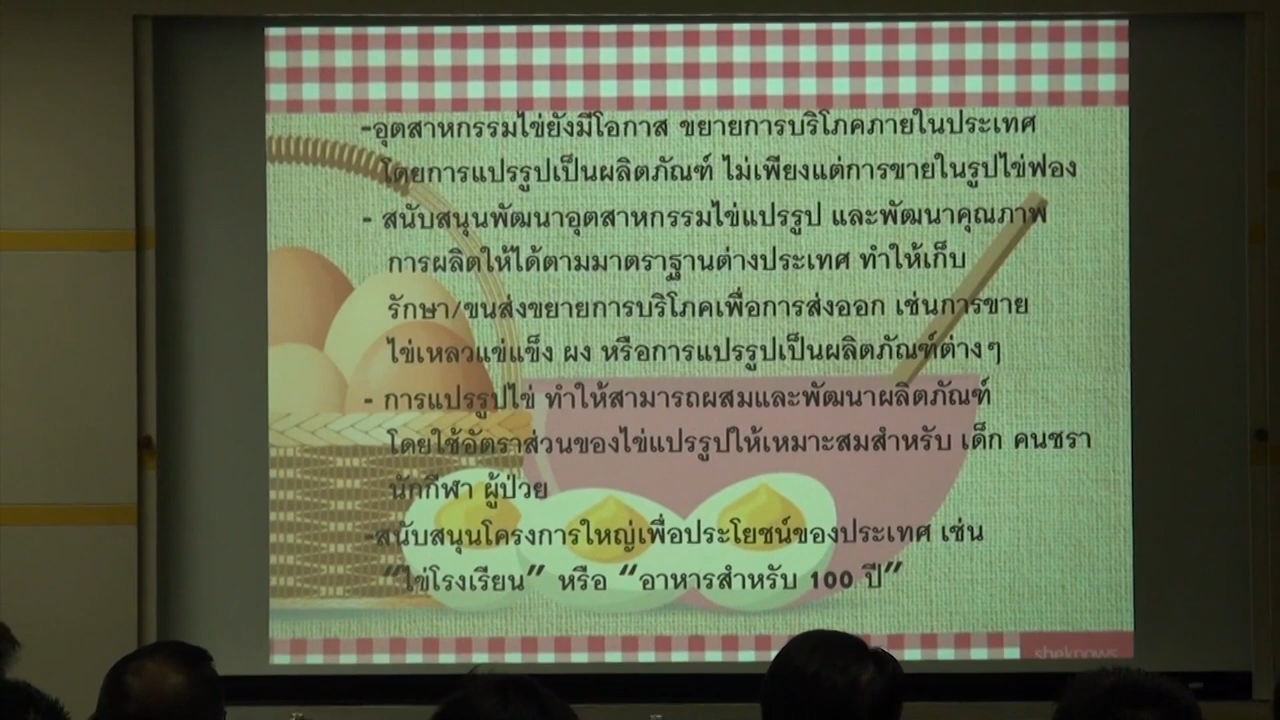 -อุตสาหกรรมไข่ยังมีโอกาส ขยายการบริโภคภายในประเทศ
โดยการแปรรูปเป็นผลิตภัณฑ์ ไม่เพียงแต่การขายในรูปไข่ฟอง
- สนับสนุนพัฒนาอุตสาหกรรมไข่แปรรูป และพัฒนาคุณภาพ
การผลิตให้ได้ตามมาตราฐานต่างประเทศ ทำให้เก็บ
รักษา/ขนส่งขยายการบริโภคเพื่อการส่งออก เช่นการขาย
ไข่เหลวแข่แข็ง ผง หรือการแปรรูปเป็นผลิตภัณฑ์ต่างๆ
- การแปรรูปไข่ ทำให้สามารถผสมและพัฒนาผลิตภัณฑ์
โดยใช้อัตราส่วนของไข่แปรรูปให้เหมาะสมสำหรับ เด็ก คนชรา
นักกีฬา ผู้ป่วย
-สนับสนุนโครงการใหญ่เพื่อประโยชน์ของประเทศ เช่น
“ไข่โรงเรียน” หรือ “อาหารสำหรับ 100 ปี”
sheknows